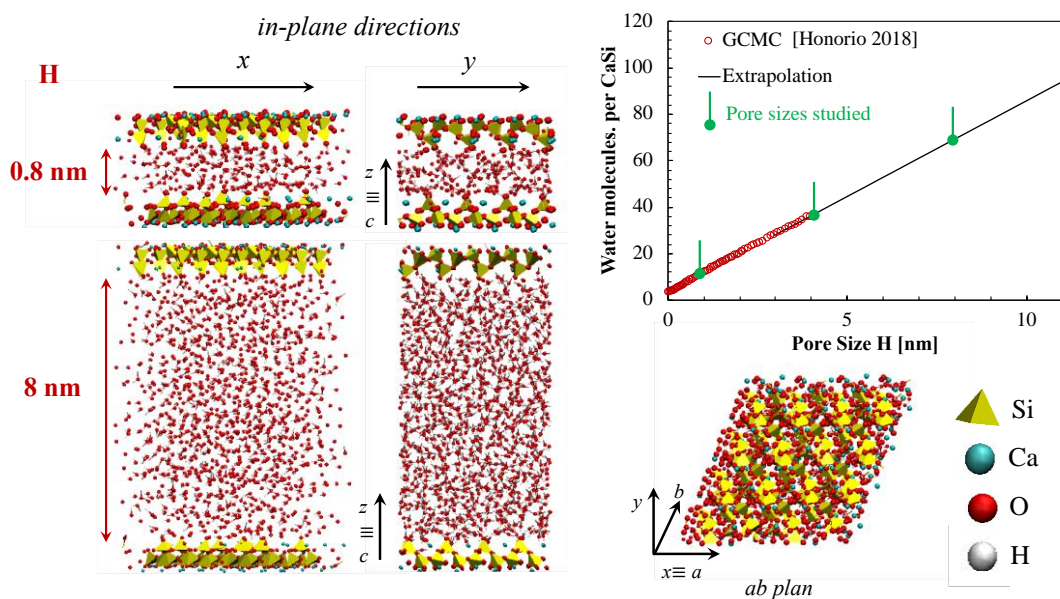 in-plane directions
H
x
y
0.8 nm
z
≡
c
8 nm
z
≡
c
Water molecules. per CaSi
120
100
80
60
40
20
0
GCMC [Honorio 2018]
Extrapolation
Pore sizes studied
0
5
10
Pore Size H [nm]
y
b
x≡ a
ab plan
Si
Ca
O
H